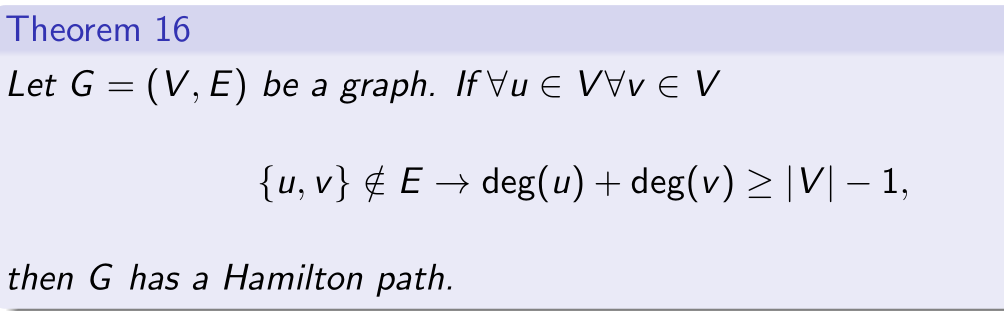 Theorem 16
Let G = (V, E) be a graph. If ∀u ∈ V∀v ∈ V
{u, v} ∉ E → deg(u) + deg(v) ≥ |V| − 1,
then G has a Hamilton path.